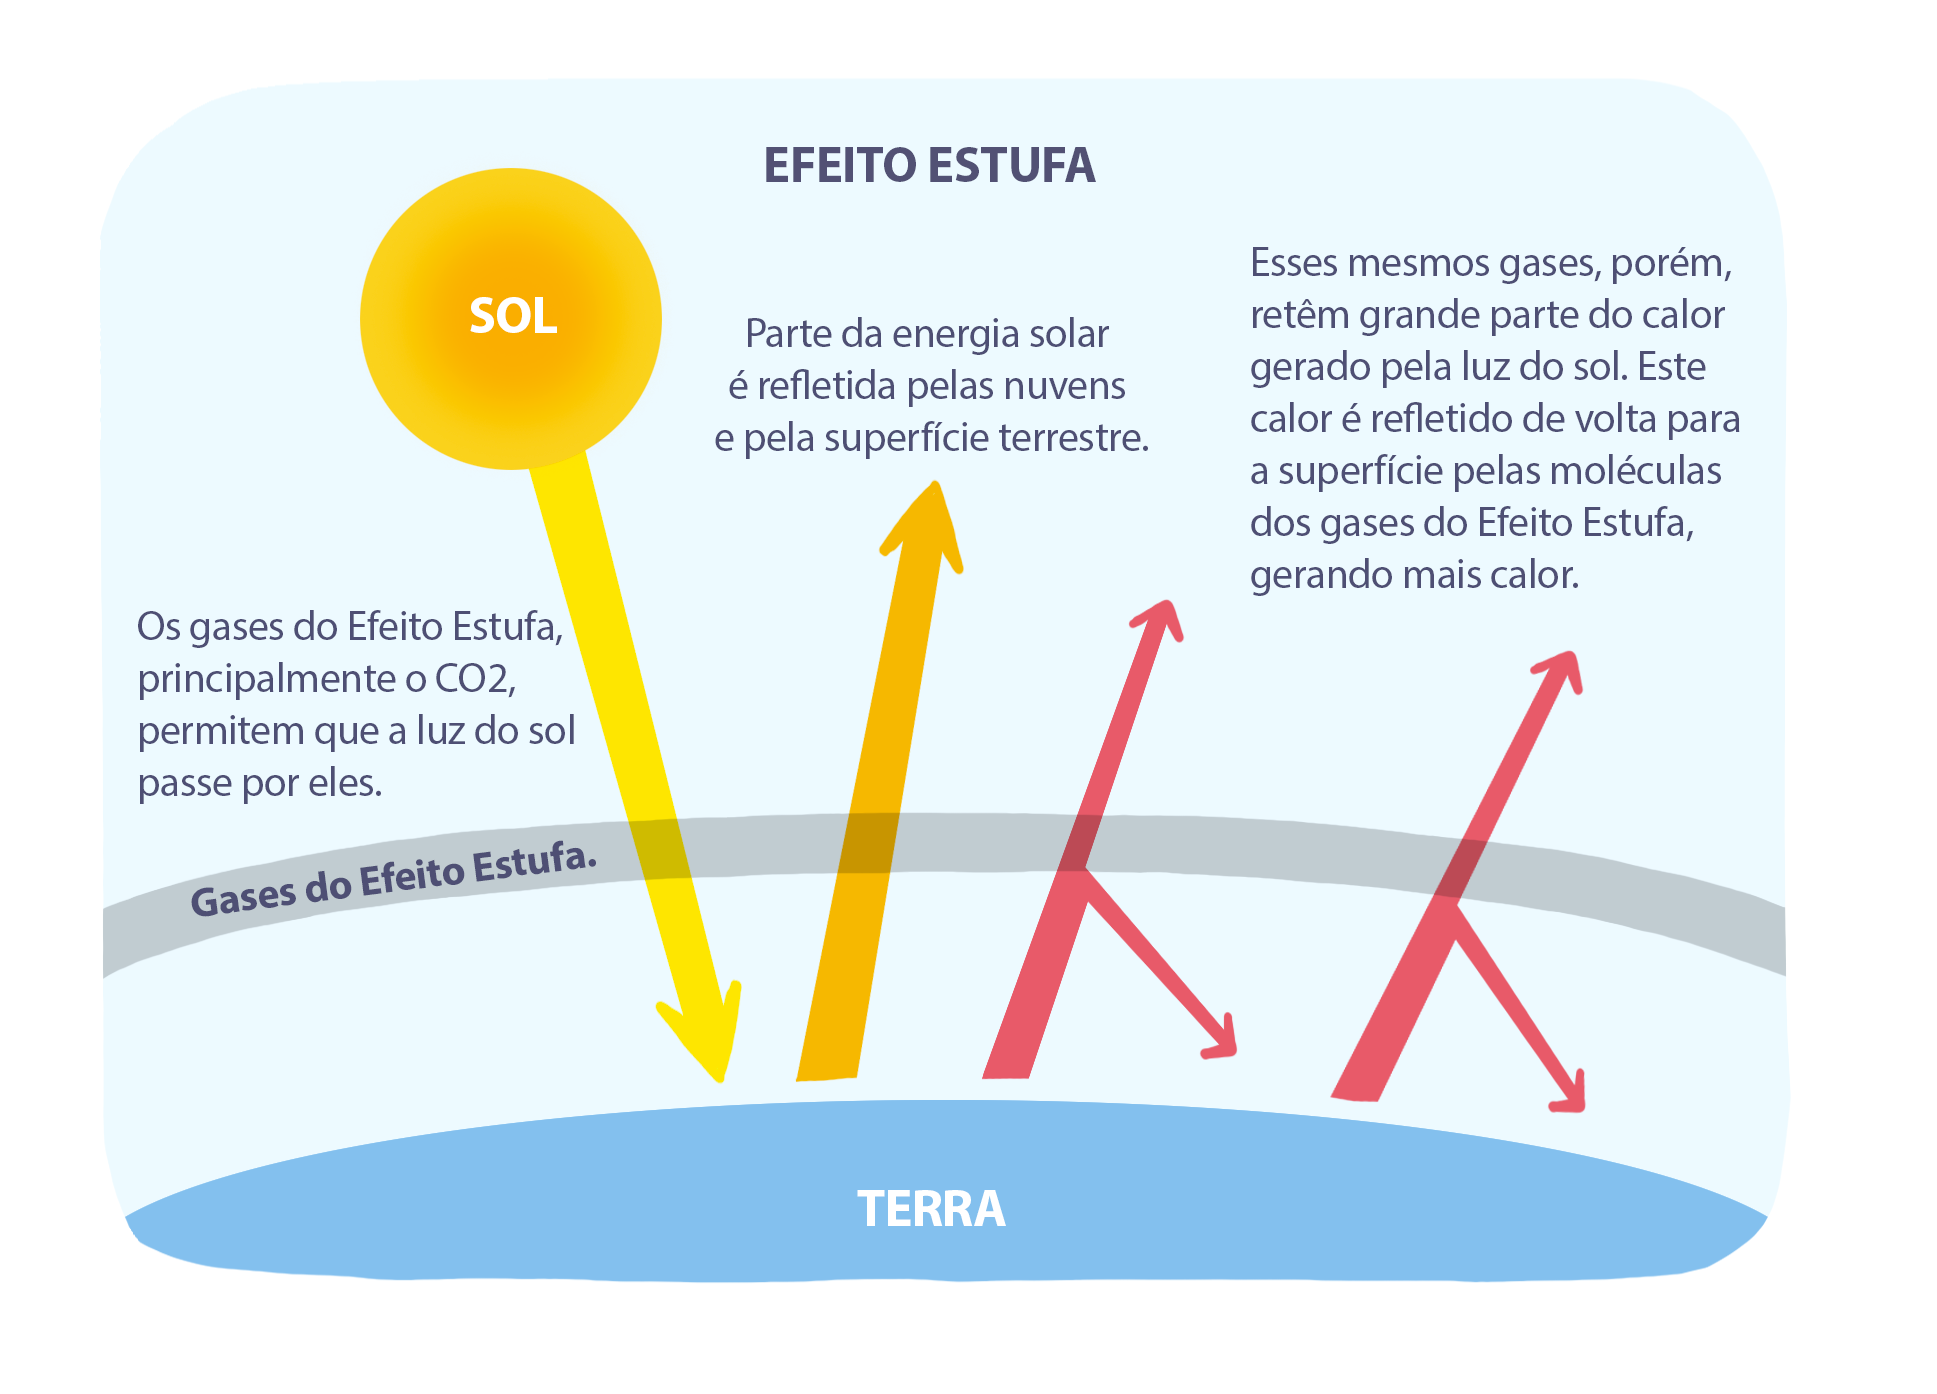 EFEITO ESTUFA
SOL
Parte da energia solar
é refletida pelas nuvens
e pela superfície terrestre.
Esses mesmos gases, porém,
retêm grande parte do calor
gerado pela luz do sol. Este
calor é refletido de volta para
a superfície pelas moléculas
dos gases do Efeito Estufa,
gerando mais calor.
Os gases do Efeito Estufa,
principalmente o CO2,
permitem que a luz do sol
passe por eles.
Gases do Efeito Estufa.
TERRA